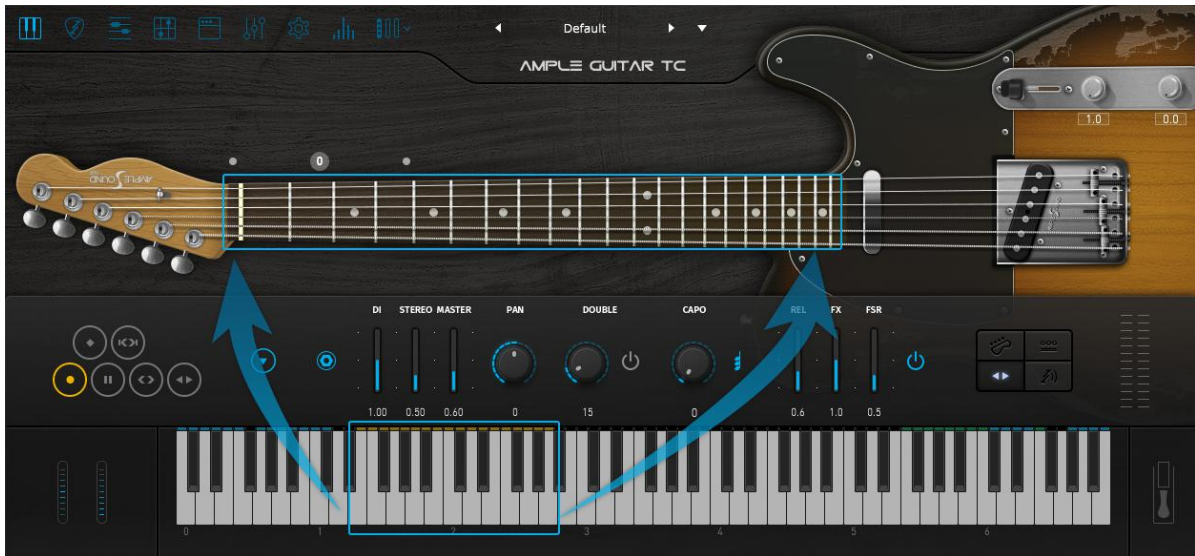 Default
AMPLE GUITAR TC
1.0 0.0
0
AMPLE SOUND
DI STEREO MASTER PAN DOUBLE CAPO REL FX FSR
1.00 0.50 0.60 0 15 0 0.6 1.0 0.5
0 1 2 3 4 5 6